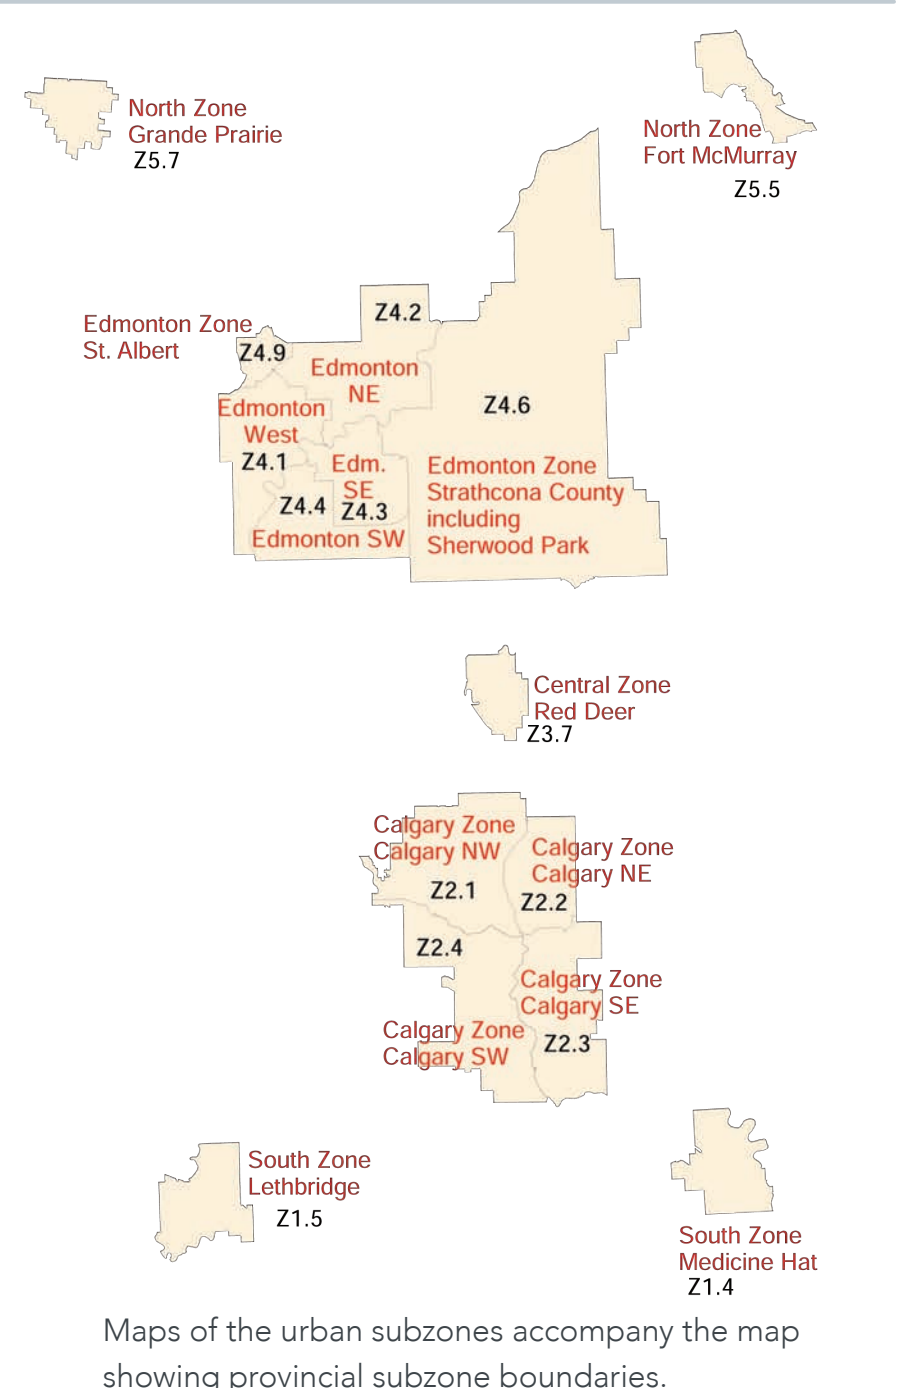 North Zone
Grande Prairie
Z5.7
North Zone
Fort McMurray
Z5.5
Edmonton Zone
St. Albert
Z4.9
Z4.2
Edmonton
NE
Edmonton
West
Z4.1
Z4.6
Edm.
SE
Z4.3
Z4.4
Edmonton SW
Edmonton Zone
Strathcona County
including
Sherwood Park
Central Zone
Red Deer
Z3.7
Calgary Zone
Calgary NW
Z2.1
Calgary Zone
Calgary NE
Z2.2
Z2.4
Calgary Zone
Calgary SW
Calgary Zone
Calgary SE
Z2.3
South Zone
Lethbridge
Z1.5
South Zone
Medicine Hat
Z1.4
Maps of the urban subzones accompany the map
showing provincial subzone boundaries.